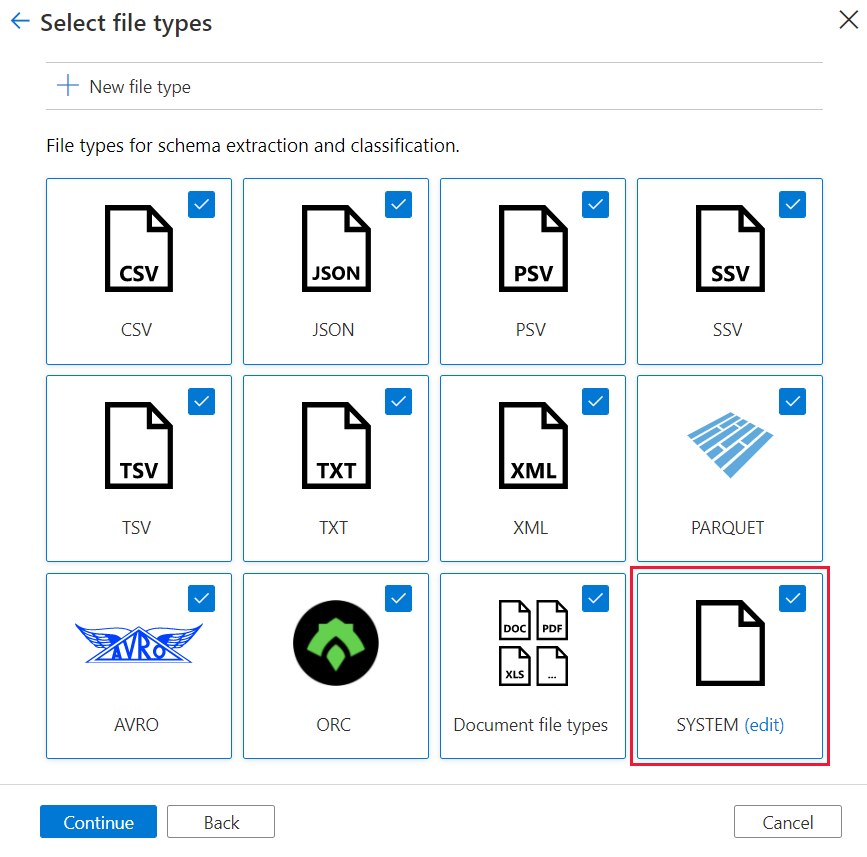 Select file types
New file type
File types for schema extraction and classification.
CSV JSON PSV SSV
CSV JSON PSV SSV
TSV TXT XML
TSV TXT XML PARQUET
DOC PDF
AVRO
XLS ...
AVRO ORC Document file types SYSTEM (edit)
Continue Back Cancel